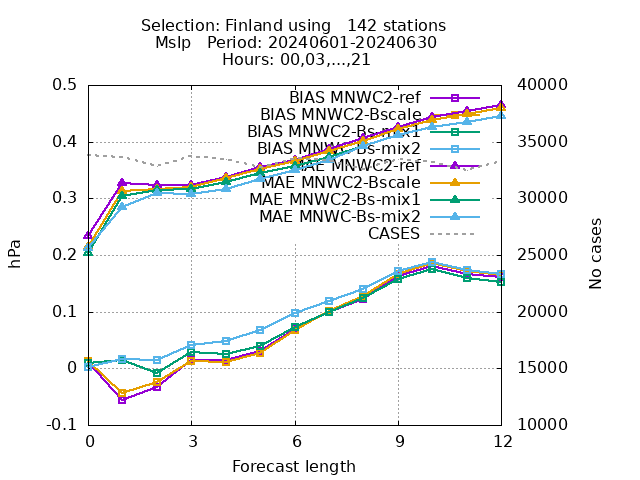 Selection: Finland using   142 stations
Mslp   Period: 20240601-20240630
Hours: 00,03,...,21
0.5
0.4
0.3
0.2
0.1
0
-0.1
hPa
BIAS MNWC2-ref
BIAS MNWC2-Bscale
BIAS MNWC2-Bs-mix1
BIAS MNWC-Bs-mix2
MAE MNWC2-ref
MAE MNWC2-Bscale
MAE MNWC2-Bs-mix1
MAE MNWC-Bs-mix2
CASES
40000
35000
30000
25000
20000
15000
10000
No cases
0 3 6 9 12
Forecast length